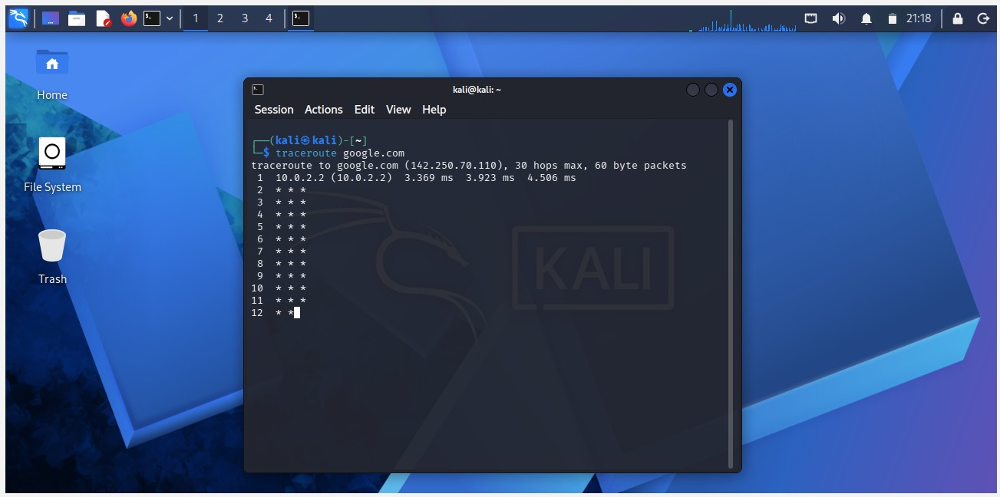 1 2 3 4 21:18
Home
File System
Trash
kali@kali: ~
Session Actions Edit View Help
┌──(kali㉿kali)-[~]
└─$ traceroute google.com
traceroute to google.com (142.250.70.110), 30 hops max, 60 byte packets
1 10.0.2.2 (10.0.2.2) 3.369 ms 3.923 ms 4.506 ms
2 * * *
3 * * *
4 * * *
5 * * *
6 * * *
7 * * *
8 * * *
9 * * *
10 * * *
11 * * *
12 * *
KALI